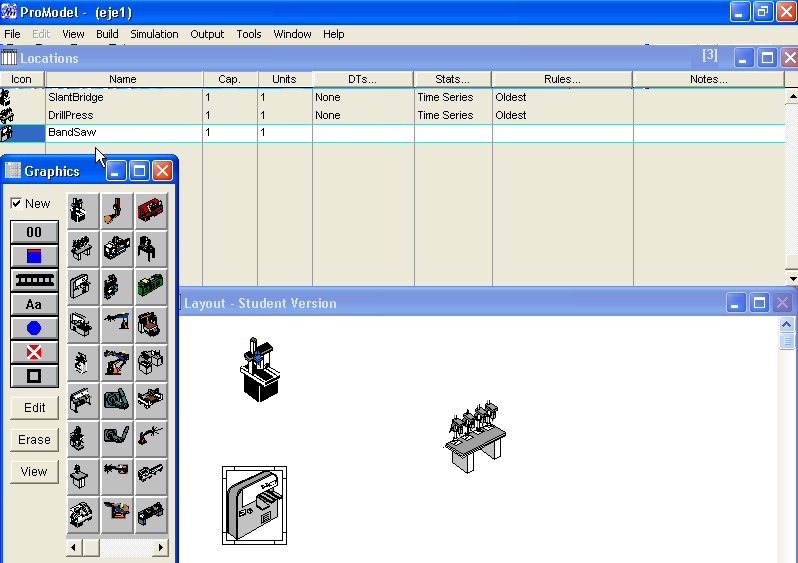 ProModel - (eje1)
File Edit View Build Simulation Output Tools Window Help
Locations [3]
Icon Name Cap. Units DTs... Stats... Rules... Notes...
SlantBridge 1 1 None Time Series Oldest
DrillPress 1 1 None Time Series Oldest
BandSaw 1 1
Graphics
New
00
Aa
Edit
Erase
View
Layout - Student Version